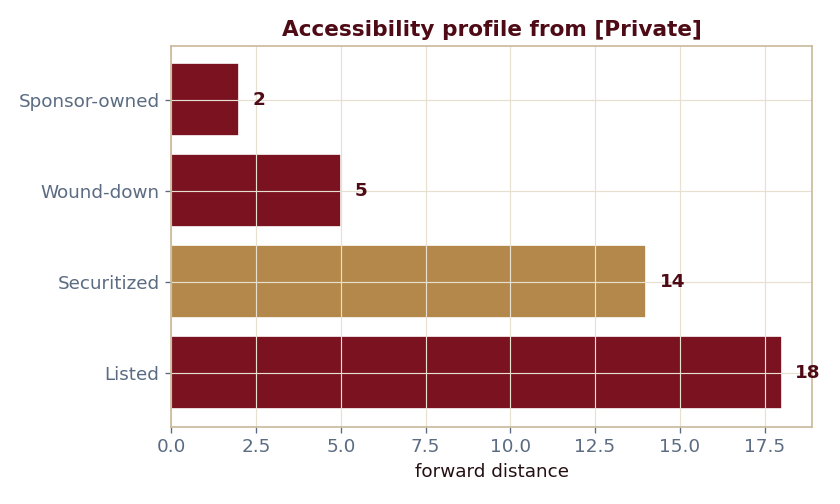 Accessibility profile from [Private]
Sponsor-owned 2
Wound-down 5
Securitized 14
Listed 18
0.0 2.5 5.0 7.5 10.0 12.5 15.0 17.5
forward distance